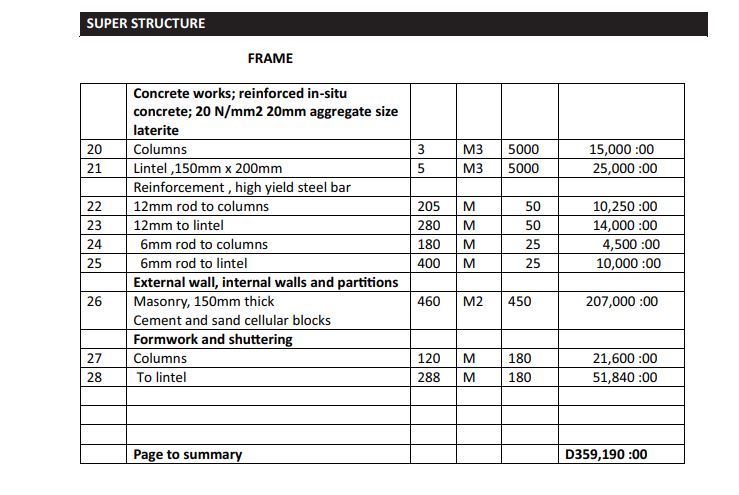 SUPER STRUCTURE
FRAME
Concrete works; reinforced in-situ
concrete; 20 N/mm2 20mm aggregate size
laterite
20 Columns 3 M3 5000 15,000 :00
21 Lintel ,150mm x 200mm 5 M3 5000 25,000 :00
Reinforcement , high yield steel bar
22 12mm rod to columns 205 M 50 10,250 :00
23 12mm to lintel 280 M 50 14,000 :00
24 6mm rod to columns 180 M 25 4,500 :00
25 6mm rod to lintel 400 M 25 10,000 :00
External wall, internal walls and partitions
26 Masonry, 150mm thick 460 M2 450 207,000 :00
Cement and sand cellular blocks
Formwork and shuttering
27 Columns 120 M 180 21,600 :00
28 To lintel 288 M 180 51,840 :00
Page to summary D359,190 :00